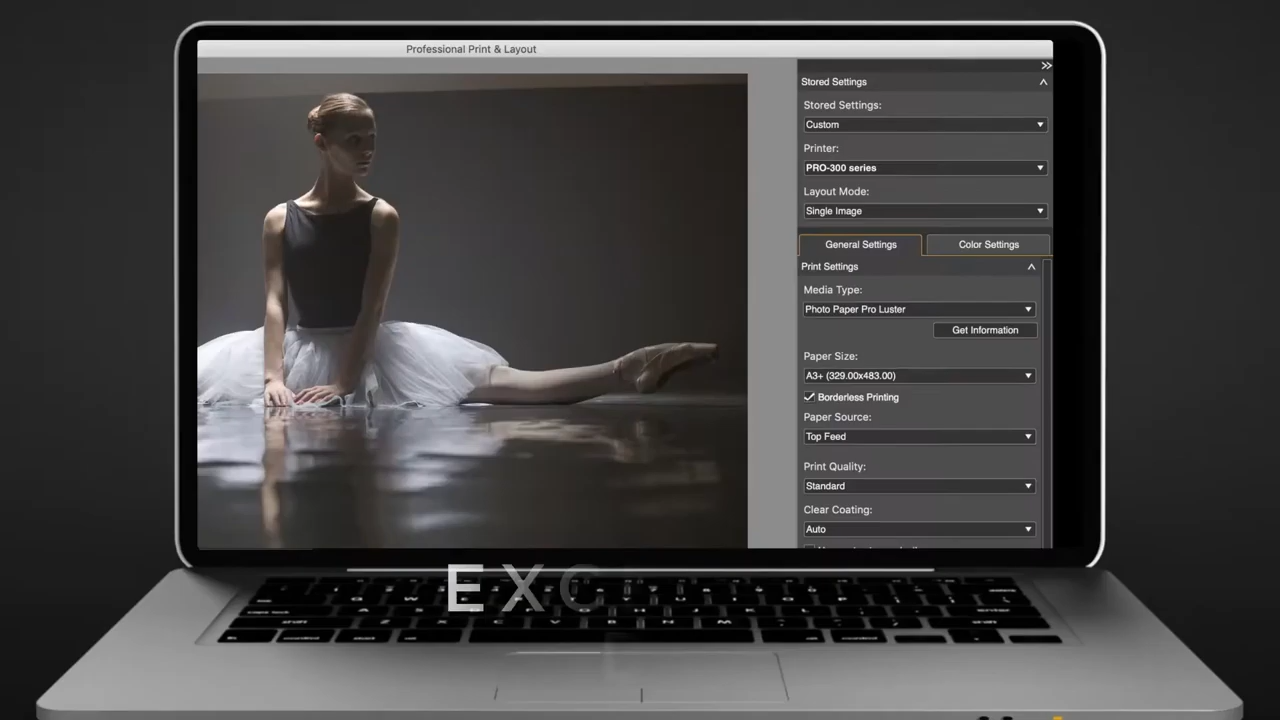 Professional Print & Layout
Stored Settings
Stored Settings:
Custom
Printer:
PRO-300 series
Layout Mode:
Single Image
General Settings
Color Settings
Print Settings
Media Type:
Photo Paper Pro Luster
Get Information
Paper Size:
A3+ (329.00x483.00)
Borderless Printing
Paper Source:
Top Feed
Print Quality:
Standard
Clear Coating:
Auto
EXC